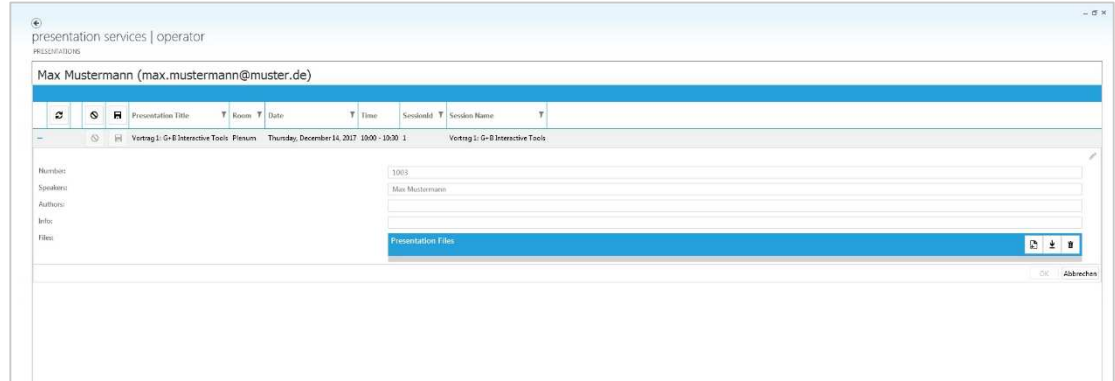 presentation services | operator
PRESENTATIONS
Max Mustermann (max.mustermann@muster.de)
Presentation Title Room Date Time SessionId Session Name
Vortrag 1: G+B Interactive Tools Plenum Thursday, December 14, 2017 10:00 - 10:30 1 Vortrag 1: G+B Interactive Tools
Number: 1003
Speakers: Max Mustermann
Authors:
Info:
Files: Presentation Files
OK Abbrechen